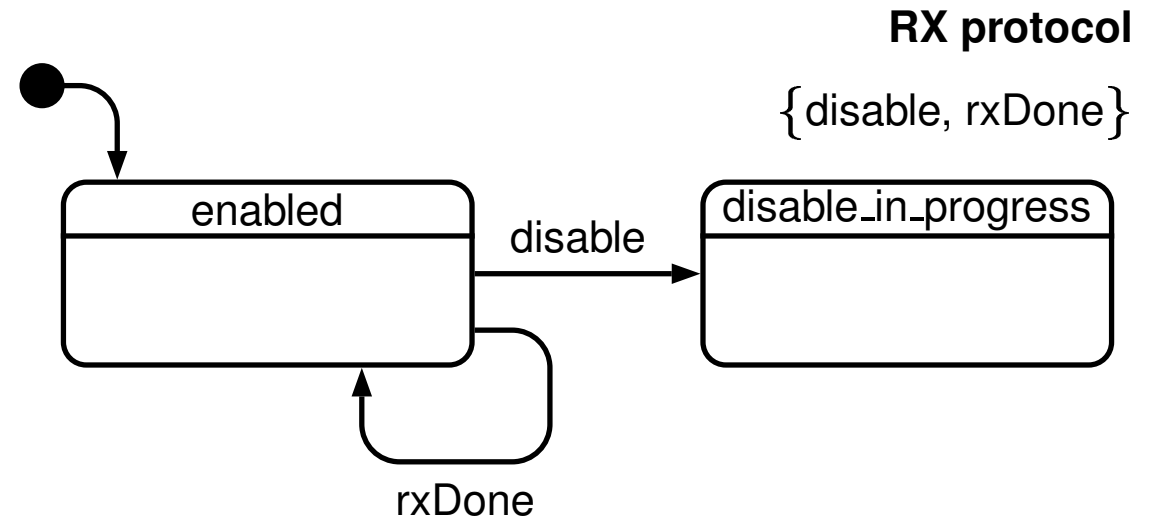 RX protocol
{disable, rxDone}
enabled
disable_in_progress
disable
rxDone